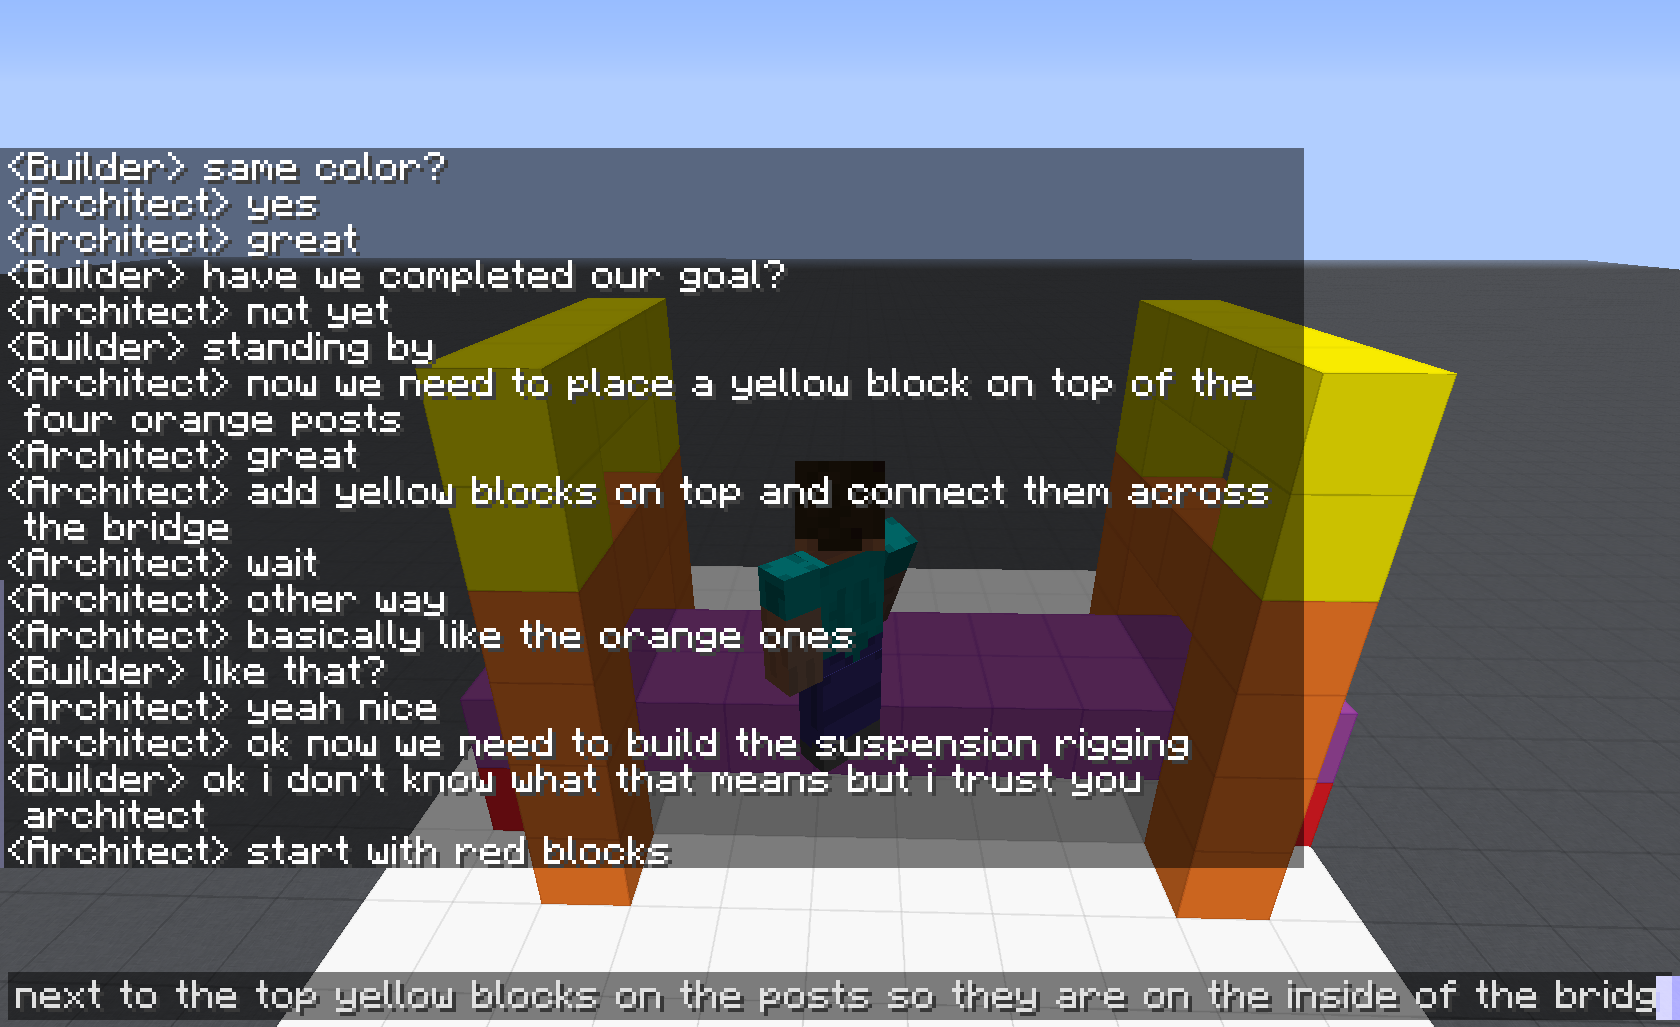 <Builder> same color?
<Architect> yes
<Architect> great
<Builder> have we completed our goal?
<Architect> not yet
<Builder> standing by
<Architect> now we need to place a yellow block on top of the
four orange posts
<Architect> great
<Architect> add yellow blocks on top and connect them across
the bridge
<Architect> wait
<Architect> other way
<Architect> basically like the orange ones
<Builder> like that?
<Architect> yeah nice
<Architect> ok now we need to build the suspension rigging
<Builder> ok i don't know what that means but i trust you
architect
<Architect> start with red blocks
next to the top yellow blocks on the posts so they are on the inside of the bridg